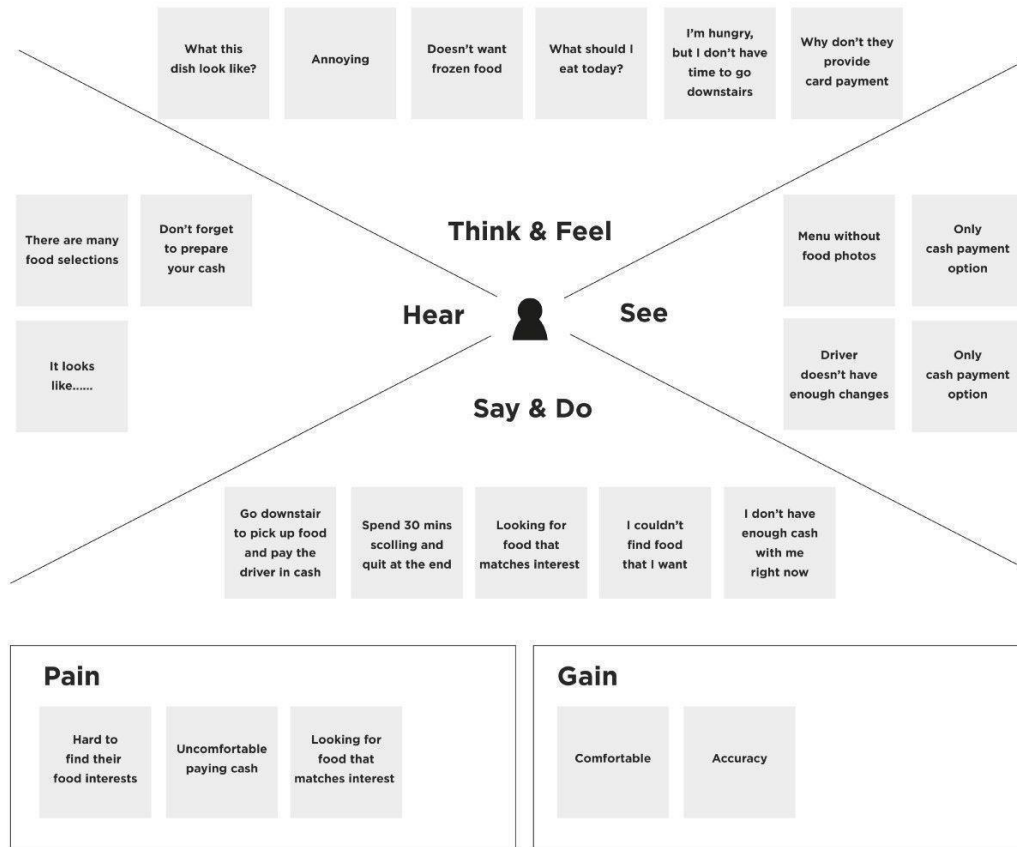 What this
dish look like?
Annoying
Doesn't want
frozen food
What should I
eat today?
I'm hungry,
but I don't have
time to go
downstairs
Why don't they
provide
card payment
Think & Feel
There are many
food selections
Don't forget
to prepare
your cash
It looks
like......
Hear
See
Menu without
food photos
Only
cash payment
option
Driver
doesn't have
enough changes
Only
cash payment
option
Say & Do
Go downstair
to pick up food
and pay the
driver in cash
Spend 30 mins
scolling and
quit at the end
Looking for
food that
matches interest
I couldn't
find food
that I want
I don't have
enough cash
with me
right now
Pain
Hard to
find their
food interests
Uncomfortable
paying cash
Looking for
food that
matches interest
Gain
Comfortable
Accuracy